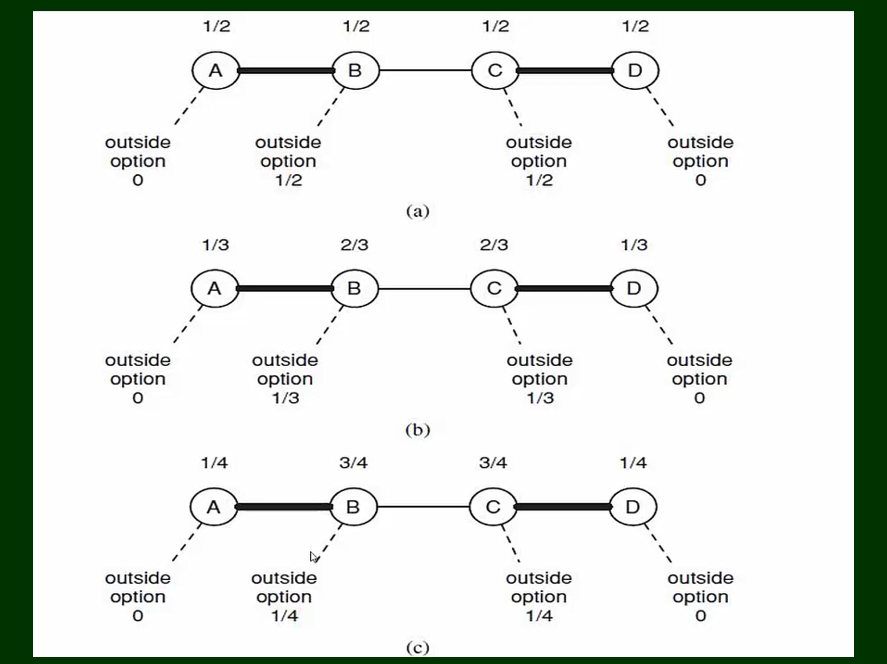 1/2 1/2 1/2 1/2
A B C D
outside outside outside outside
option option option option
0 1/2 1/2 0
(a)
1/3 2/3 2/3 1/3
A B C D
outside outside outside outside
option option option option
0 1/3 1/3 0
(b)
1/4 3/4 3/4 1/4
A B C D
outside outside outside outside
option option option option
0 1/4 1/4 0
(c)